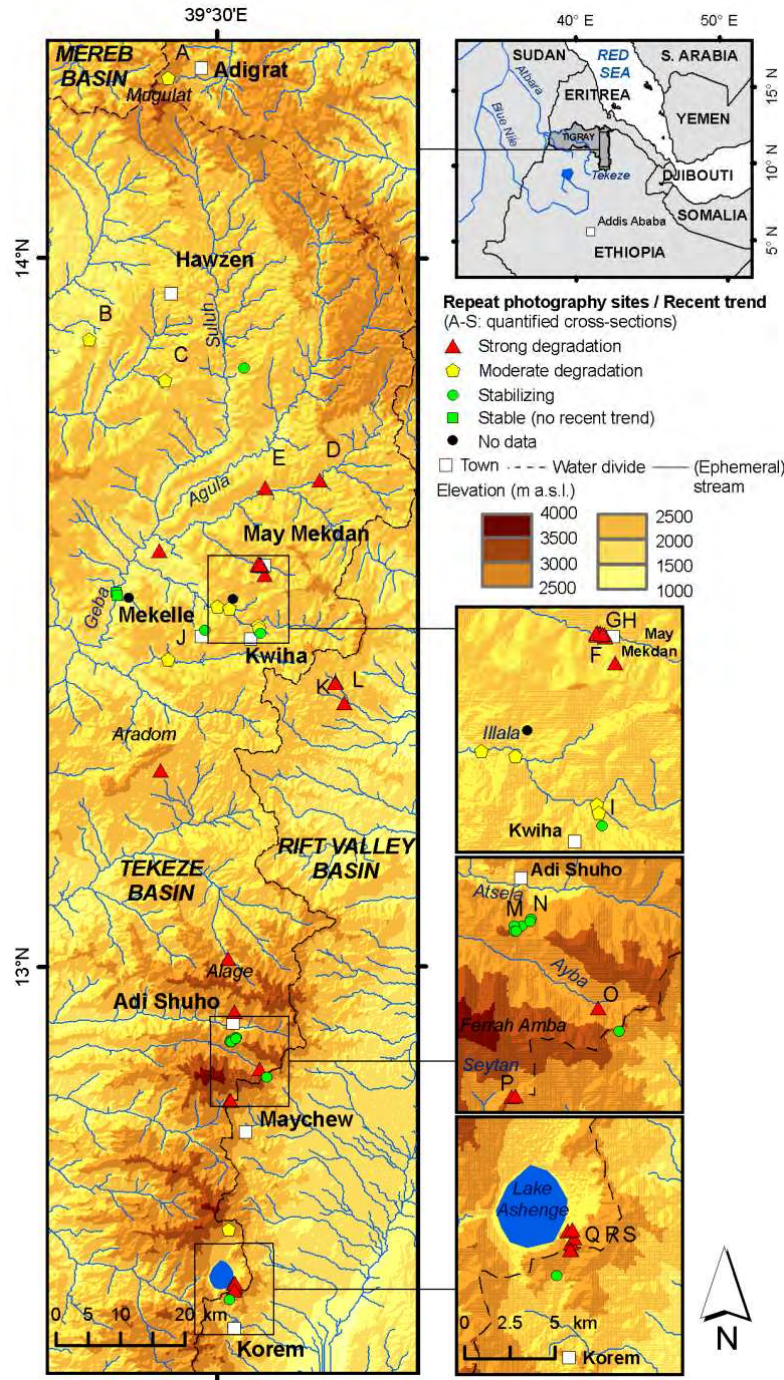 39°30'
MEREB
BASIN
A
Adigrat
Mugulat
14°N
Hawzen
B
Suluh
C
D
E
Agula
May Mekdan
Geba
Mekelle
J
Kwiha
K
L
Aradom
TEKEZE
BASIN
RIFT VALLEY
BASIN
13°N
Alage
Adi Shuho
Maychew
0 5 10 20 km
Korem
40° E
50° E
SUDAN
RED
SEA
S. ARABIA
Atbara
ERITREA
15°N
Blue Nile
YEMEN
TIGRAY
10°N
Tekeze
DJIBOUTI
SOMALIA
Addis Ababa
5°N
ETHIOPIA
Repeat photography sites / Recent trend
(A-S: quantified cross-sections)
Strong degradation
Moderate degradation
Stabilizing
Stable (no recent trend)
No data
Town
Water divide
(Ephemeral)
stream
Elevation (m a.s.l.)
4000
3500
3000
2500
2500
2000
1500
1000
GH
F
May
Mekdan
Illala
I
Kwiha
Adi Shuho
Atsela
M
N
Ayba
O
Ferrah Amba
Seytan
P
Lake
Ashenge
Q R S
0 2.5 5 km
Korem
N